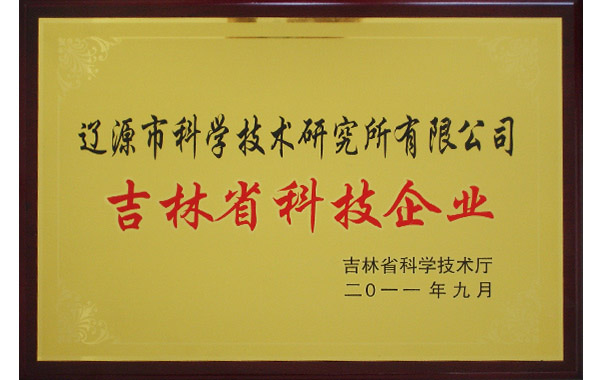 辽源市科学技术研究所有限公司
吉林省科技企业
吉林省科学技术厅
二0一一年九月